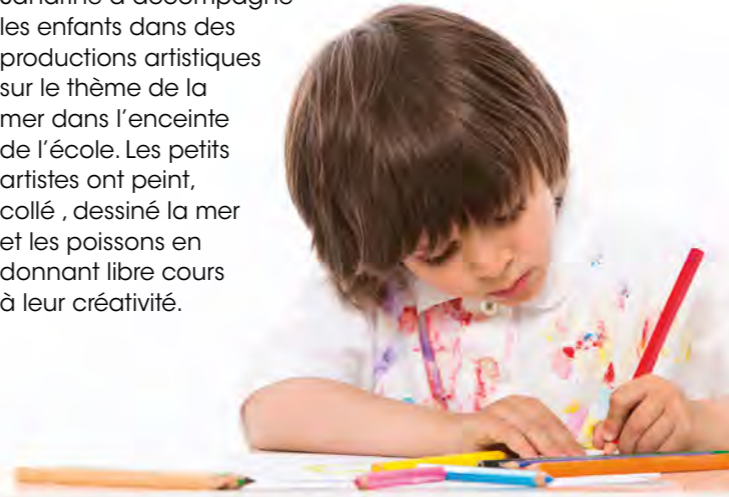 les enfants dans des
productions artistiques
sur le thème de la
mer dans l'enceinte
de l'école. Les petits
artistes ont peint,
collé , dessiné la mer
et les poissons en
donnant libre cours
à leur créativité.